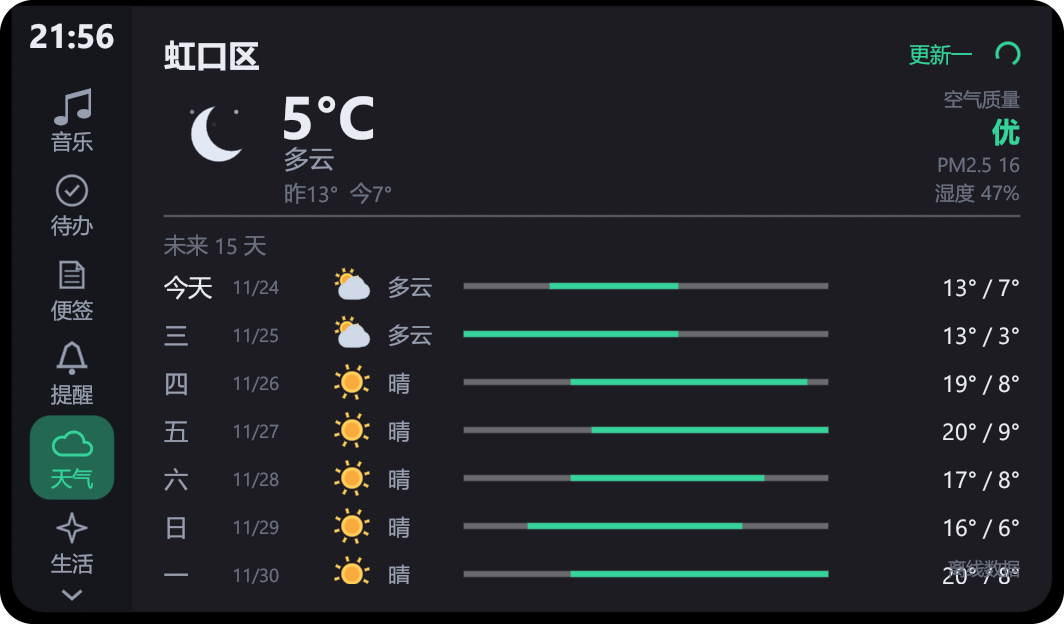 21:56
音乐
待办
便签
提醒
天气
生活
虹口区
更新一
5°C
多云
昨13° 今7°
空气质量
优
PM2.5 16
湿度 47%
未来 15 天
今天 11/24 多云 13° / 7°
三 11/25 多云 13° / 3°
四 11/26 晴 19° / 8°
五 11/27 晴 20° / 9°
六 11/28 晴 17° / 8°
日 11/29 晴 16° / 6°
一 11/30 晴 20° / 8°
离线数据